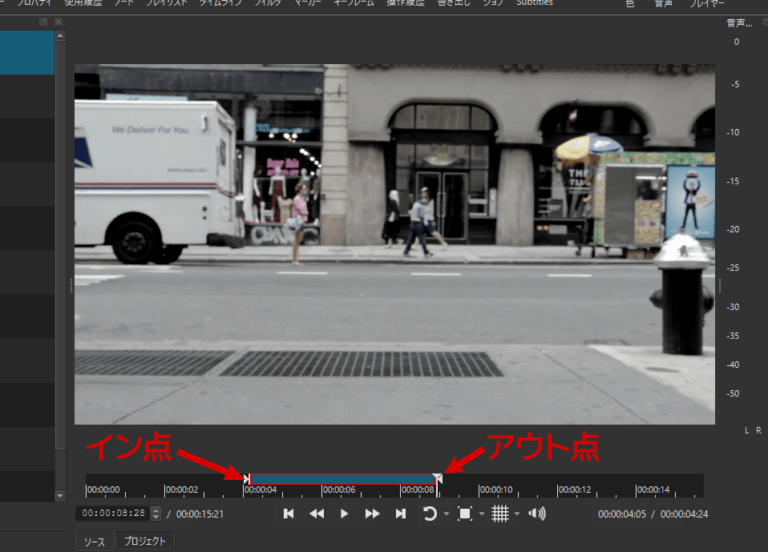 プロパティ 使用履歴 ノート プレイリスト タイムライン フィルタ マーカー キーフレーム 操作履歴 書き出し ジョブ Subtitles 色 音声 プレイヤー
音声...
0
-5
-10
-15
-20
-25
-30
-35
-40
-50
L R
We Deliver For You.
イン点
アウト点
00:00:00 00:00:02 00:00:04 00:00:06 00:00:08 00:00:10 00:00:12 00:00:14
00:00:08:28 / 00:00:15:21
00:00:04:05 / 00:00:04:24
ソース プロジェクト